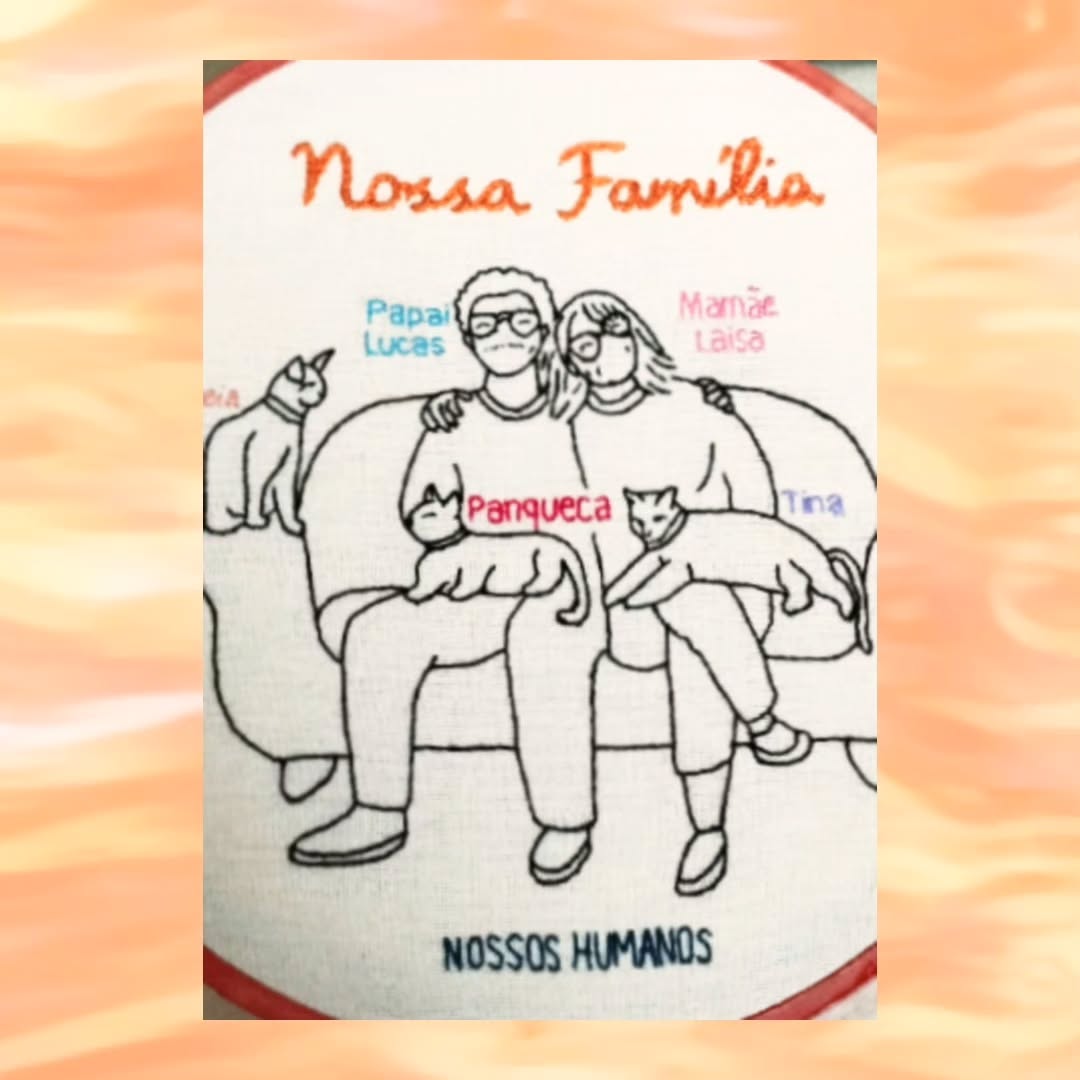 Nossa Família
Papai
Lucas
Mamãe
Laisa
Panqueca
Tina
NOSSOS HUMANOS